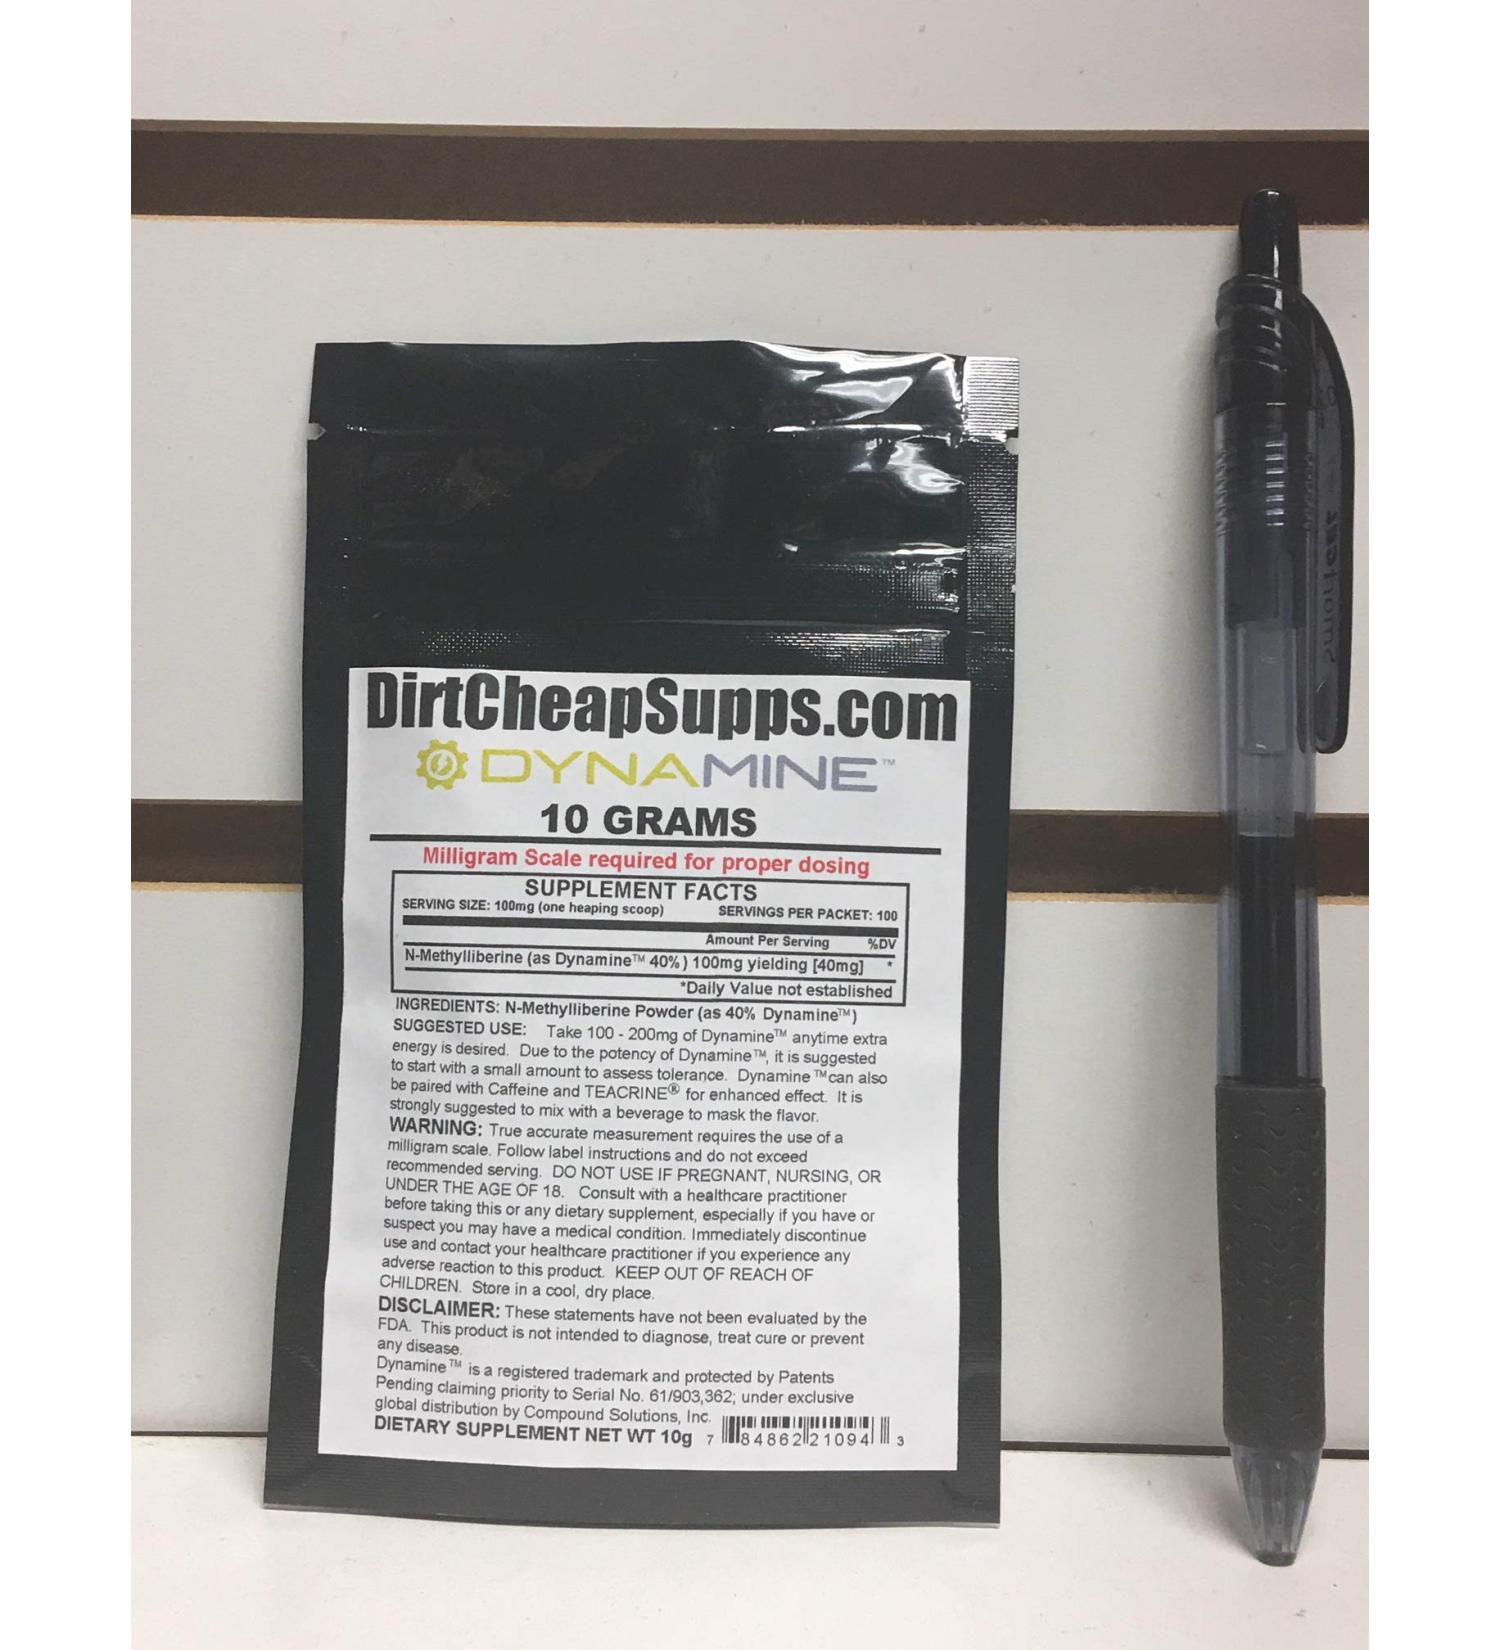 DirtCheapSupps.com
DYNAMINE™
10 GRAMS
Milligram Scale required for proper dosing
SUPPLEMENT FACTS
SERVING SIZE: 100mg (one heaping scoop) SERVINGS PER PACKET: 100
Amount Per Serving %DV
N-Methylliberine (as Dynamine™ 40%) 100mg yielding [40mg] *
*Daily Value not established
INGREDIENTS: N-Methylliberine Powder (as 40% Dynamine™)
SUGGESTED USE: Take 100 - 200mg of Dynamine™ anytime extra
energy is desired. Due to the potency of Dynamine™, it is suggested
to start with a small amount to assess tolerance. Dynamine ™can also
be paired with Caffeine and TEACRINE® for enhanced effect. It is
strongly suggested to mix with a beverage to mask the flavor.
WARNING: True accurate measurement requires the use of a
milligram scale. Follow label instructions and do not exceed
recommended serving. DO NOT USE IF PREGNANT, NURSING, OR
UNDER THE AGE OF 18. Consult with a healthcare practitioner
before taking this or any dietary supplement, especially if you have or
suspect you may have a medical condition. Immediately discontinue
use and contact your healthcare practitioner if you experience any
adverse reaction to this product. KEEP OUT OF REACH OF
CHILDREN. Store in a cool, dry place.
DISCLAIMER: These statements have not been evaluated by the
FDA. This product is not intended to diagnose, treat cure or prevent
any disease.
Dynamine ™ is a registered trademark and protected by Patents
Pending claiming priority to Serial No. 61/903,362; under exclusive
global distribution by Compound Solutions, Inc.
DIETARY SUPPLEMENT NET WT 10g 7 84862 21094 3